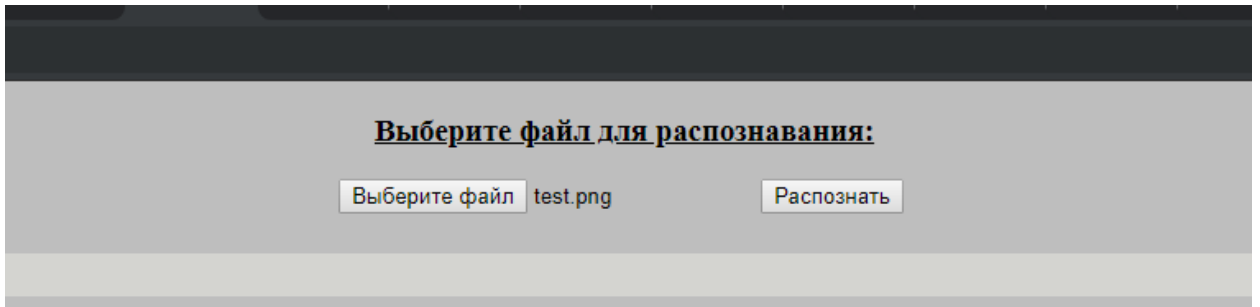 Выберите файл для распознавания:
Выберите файл test.png Распознать